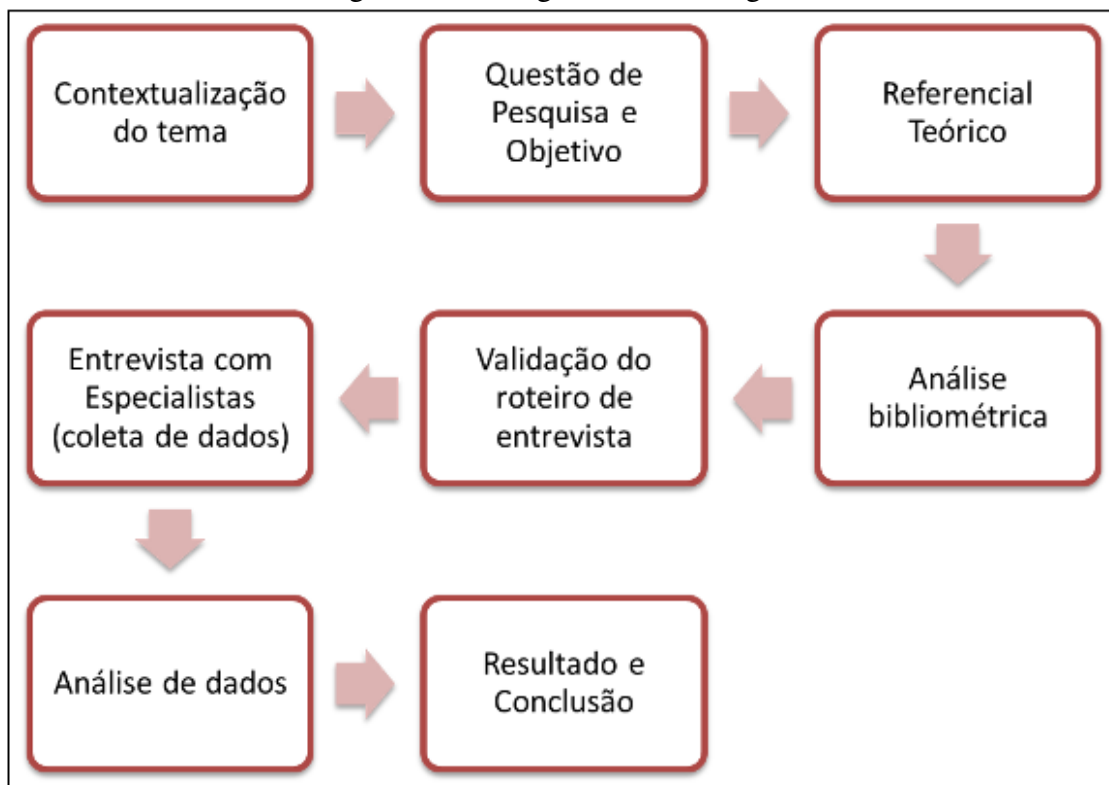 Contextualização
do tema
Questão de
Pesquisa e
Objetivo
Referencial
Teórico
Análise
bibliométrica
Validação do
roteiro de
entrevista
Entrevista com
Especialistas
(coleta de dados)
Análise de dados
Resultado e
Conclusão